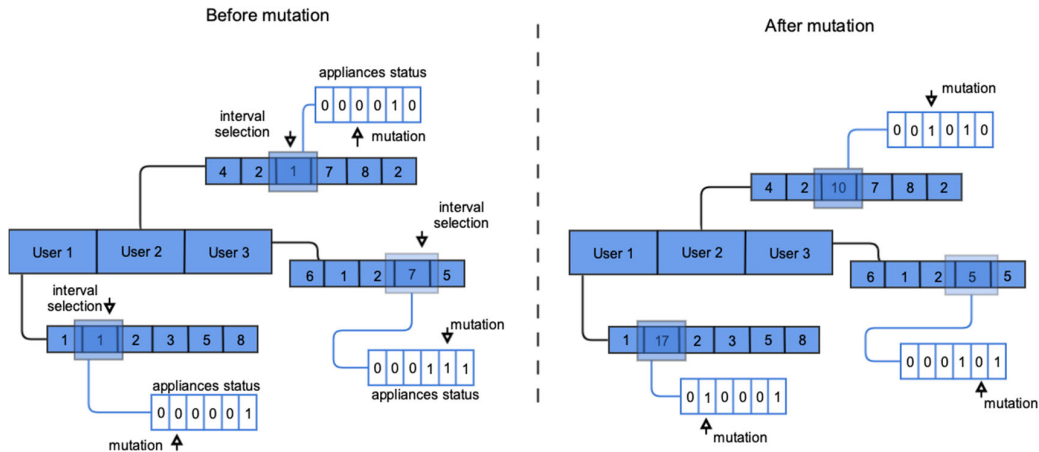 Before mutation
appliances status
0 0 0 0 1 0
interval
selection
mutation
4 2 1 7 8 2
User 1 User 2 User 3
interval
selection
6 1 2 7 5
interval
selection
1 1 2 3 5 8
mutation
0 0 0 1 1 1
appliances status
appliances status
0 0 0 0 0 1
mutation
After mutation
mutation
0 0 1 0 1 0
4 2 10 7 8 2
User 1 User 2 User 3
6 1 2 5 5
1 17 2 3 5 8
0 0 0 1 0 1
mutation
0 1 0 0 0 1
mutation